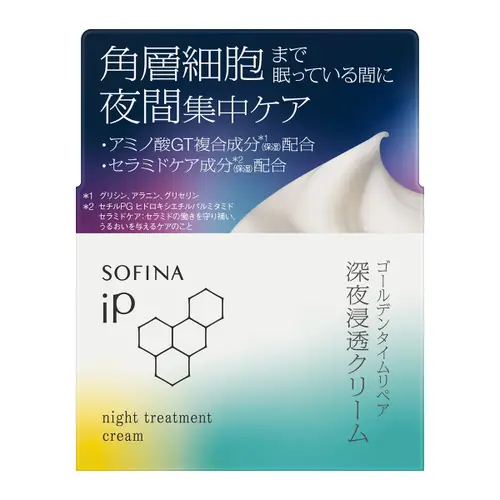 角層細胞まで
眠っている間に
夜間集中ケア
・アミノ酸GT複合成分*1(保湿)配合
・セラミドケア成分*2(保湿)配合
*1 グリシン、アラニン、グリセリン
*2 セチルPG ヒドロキシエチルパルミタミド
セラミドケア:セラミドの働きを守り補い、
うるおいを与えるケアのこと
SOFINA
iP
ゴールデンタイムリペア
深夜浸透クリーム
night treatment
cream